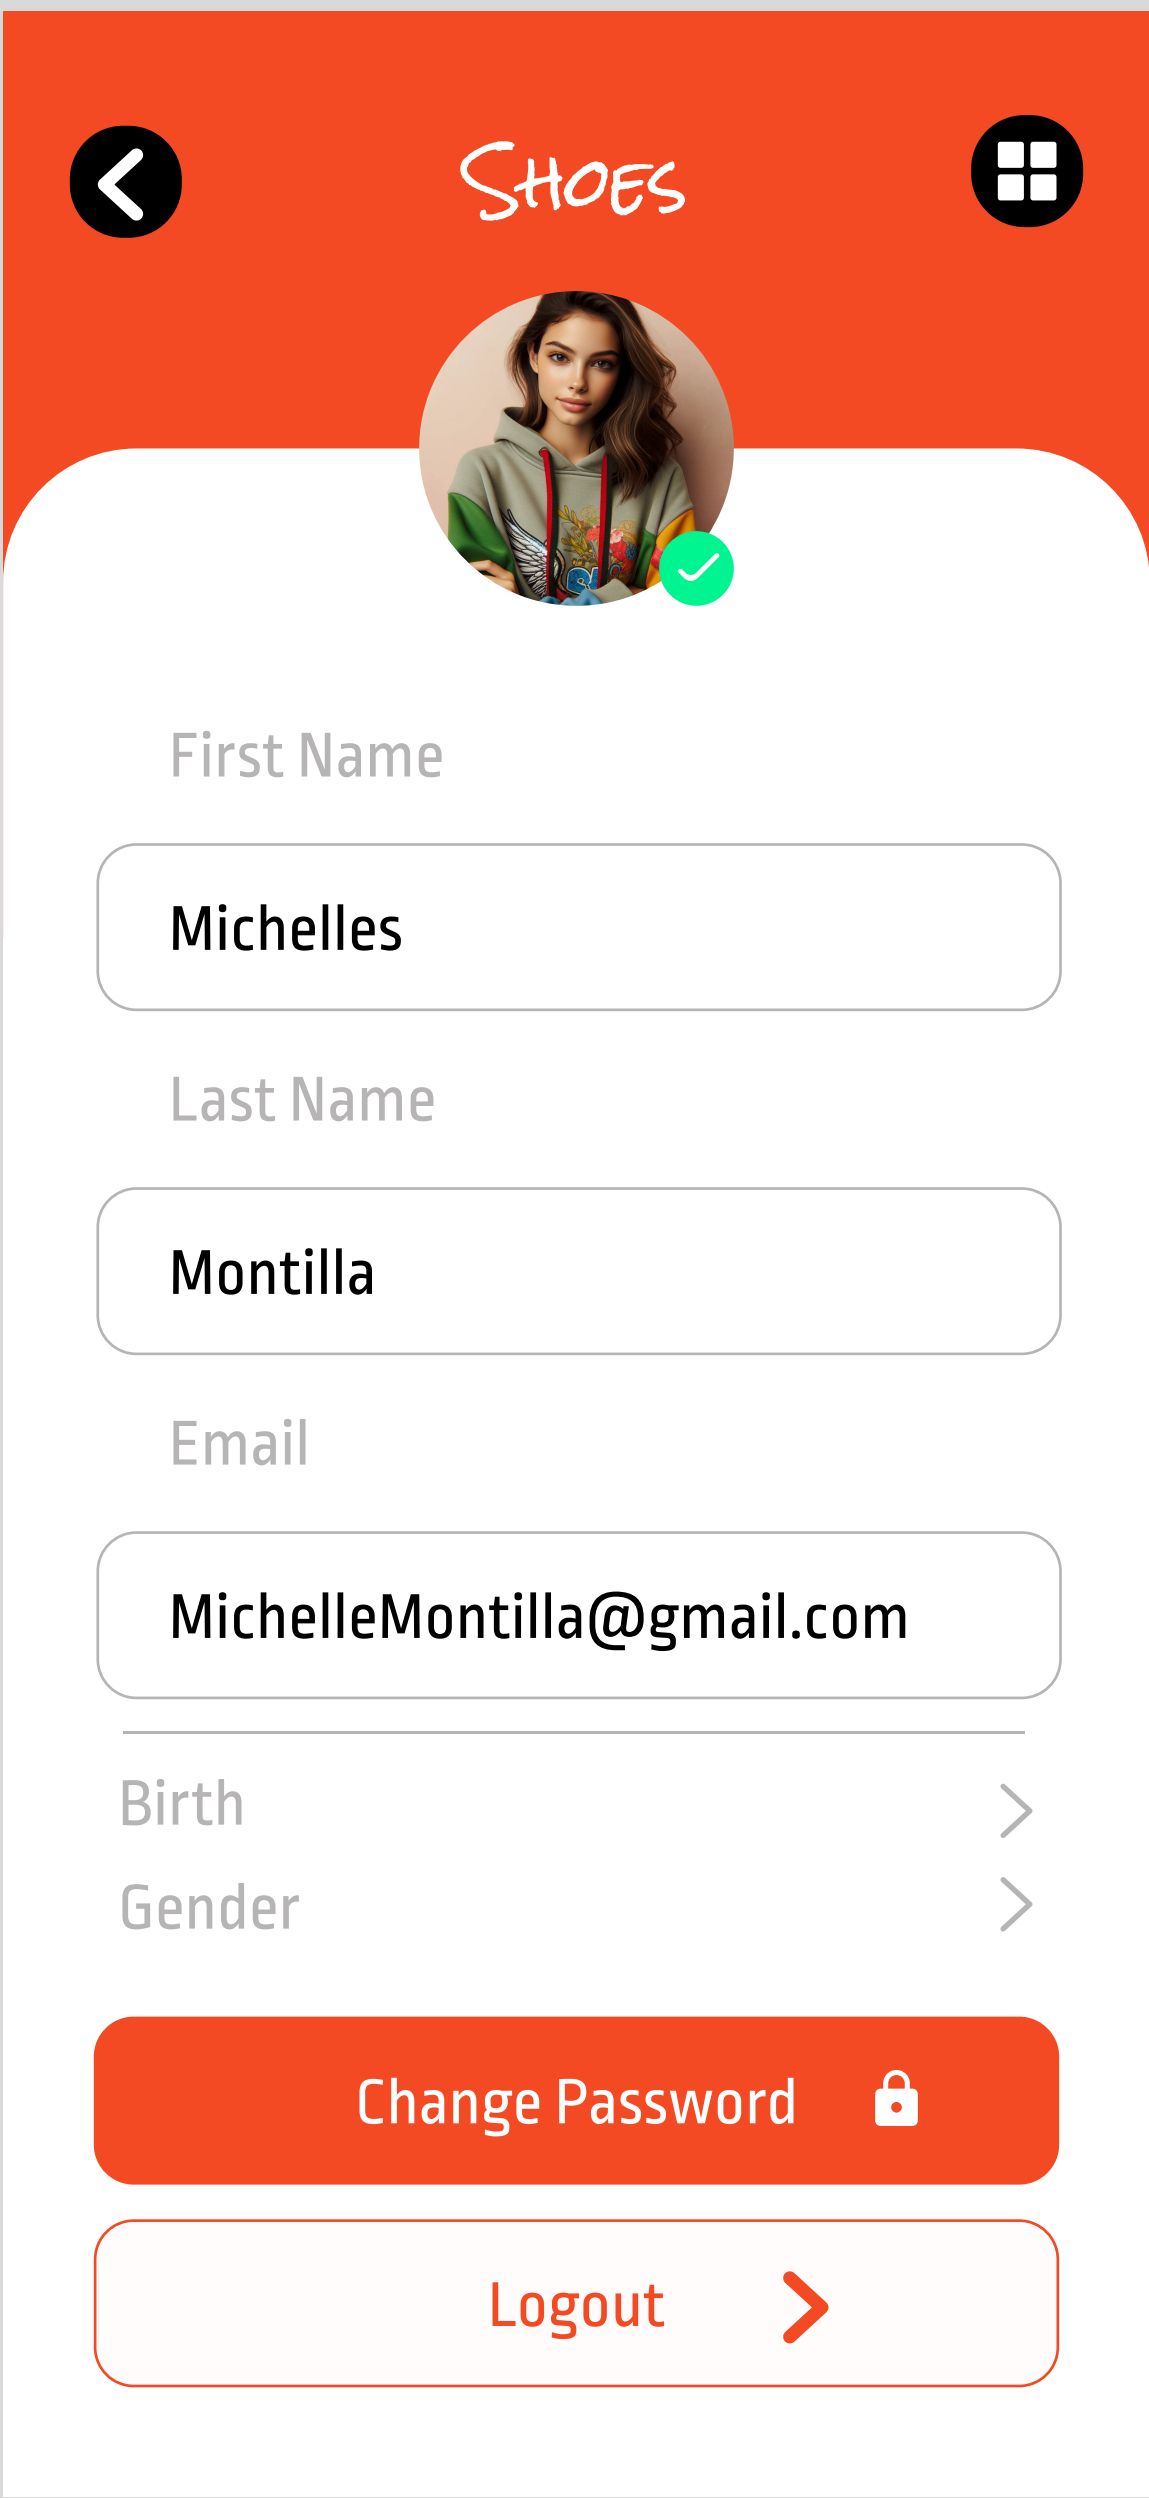 SHOES
First Name
Michelles
Last Name
Montilla
Email
MichelleMontilla@gmail.com
Birth
Gender
Change Password
Logout